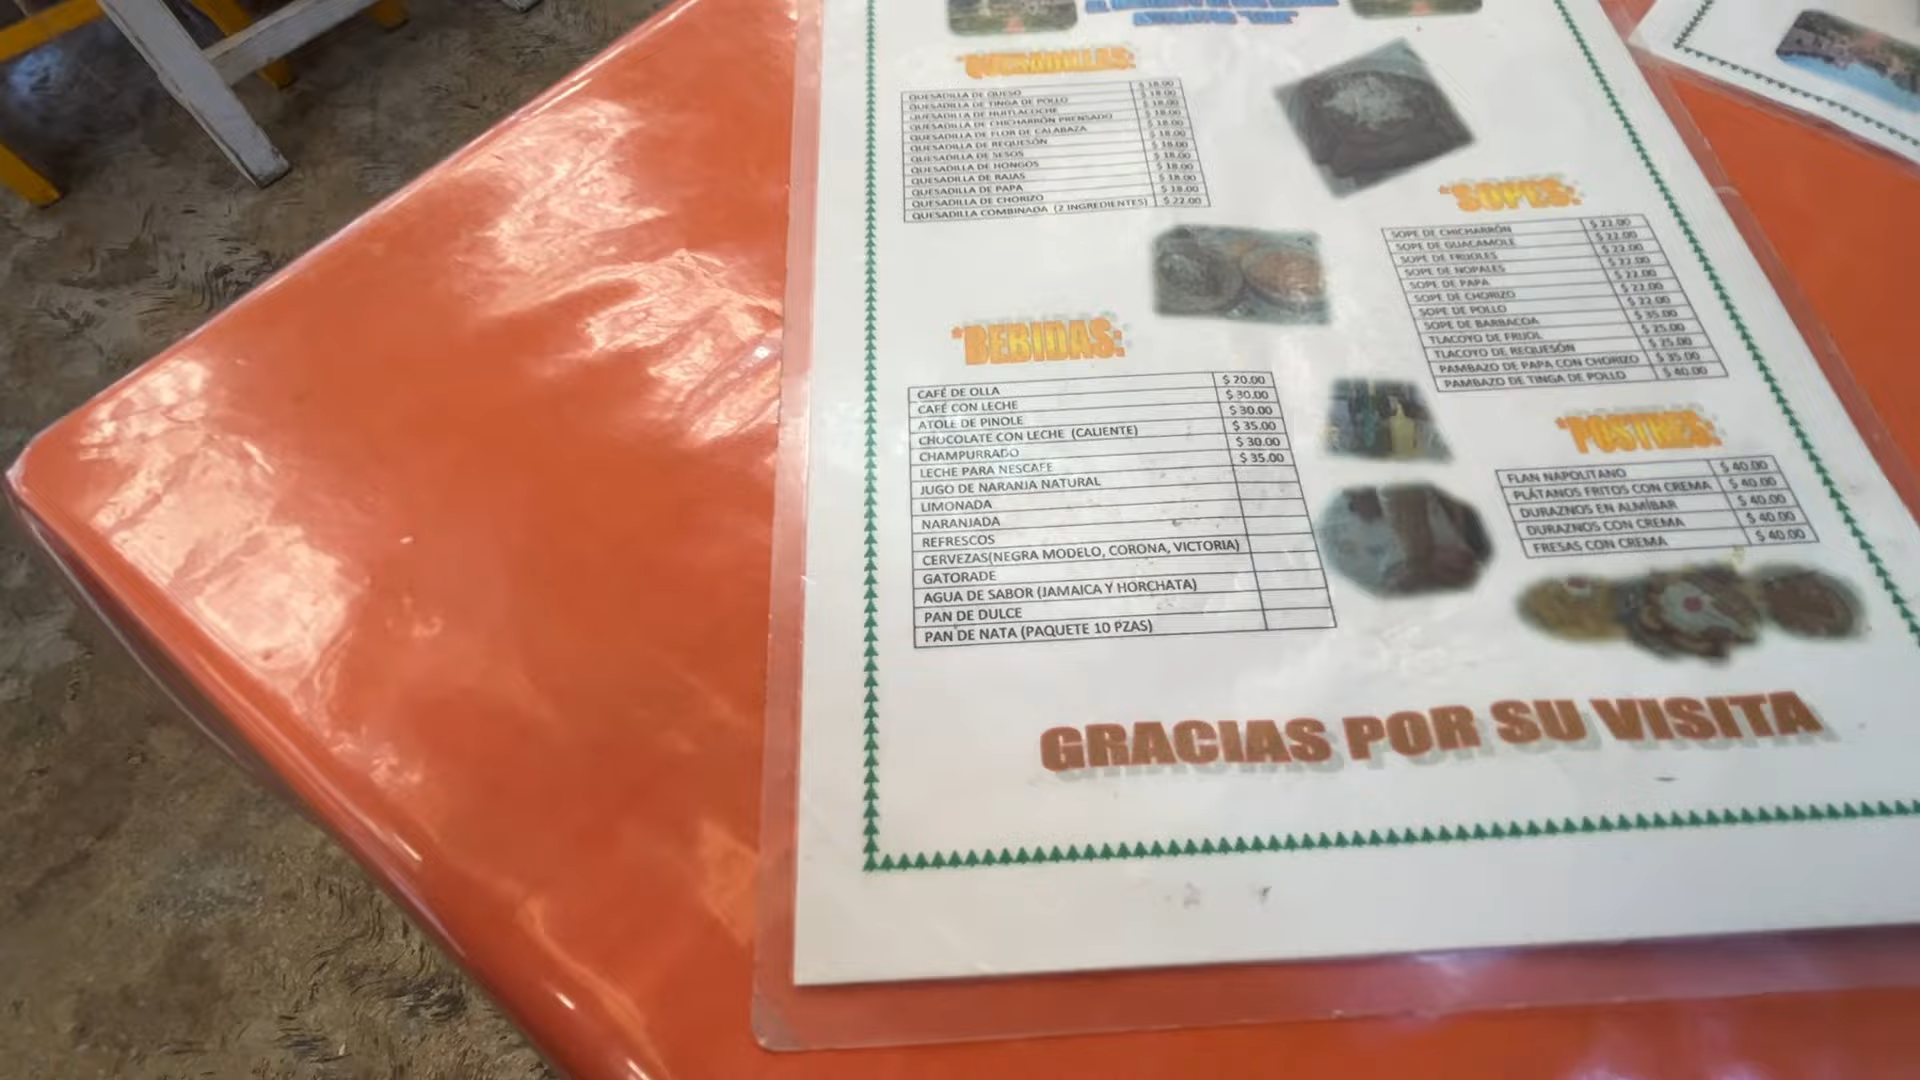 *QUESADILLAS:
QUESADILLA DE QUESO $ 18.00
QUESADILLA DE TINGA DE POLLO $ 18.00
QUESADILLA DE HUITLACOCHE $ 18.00
QUESADILLA DE CHICHARRÓN PRENSADO $ 18.00
QUESADILLA DE FLOR DE CALABAZA $ 18.00
QUESADILLA DE REQUESÓN $ 18.00
QUESADILLA DE SESOS $ 18.00
QUESADILLA DE HONGOS $ 18.00
QUESADILLA DE RAJAS $ 18.00
QUESADILLA DE PAPA $ 18.00
QUESADILLA DE CHORIZO
QUESADILLA COMBINADA (2 INGREDIENTES) $ 22.00
*SOPES:
SOPE DE CHICHARRÓN $ 22.00
SOPE DE GUACAMOLE $ 22.00
SOPE DE FRIJOLES $ 22.00
SOPE DE NOPALES $ 22.00
SOPE DE PAPA $ 22.00
SOPE DE CHORIZO $ 22.00
SOPE DE POLLO $ 22.00
SOPE DE BARBACOA $ 35.00
TLACOYO DE FRIJOL $ 25.00
TLACOYO DE REQUESÓN $ 25.00
PAMBAZO DE PAPA CON CHORIZO $ 35.00
PAMBAZO DE TINGA DE POLLO $ 40.00
*BEBIDAS:
CAFÉ DE OLLA $ 20.00
CAFÉ CON LECHE $ 30.00
ATOLE DE PINOLE $ 30.00
CHOCOLATE CON LECHE (CALIENTE) $ 35.00
CHAMPURRADO $ 30.00
LECHE PARA NESCAFE $ 35.00
JUGO DE NARANJA NATURAL
LIMONADA
NARANJADA
REFRESCOS
CERVEZAS(NEGRA MODELO, CORONA, VICTORIA)
GATORADE
AGUA DE SABOR (JAMAICA Y HORCHATA)
PAN DE DULCE
PAN DE NATA (PAQUETE 10 PZAS)
*POSTRES:
FLAN NAPOLITANO $ 40.00
PLÁTANOS FRITOS CON CREMA $ 40.00
DURAZNOS EN ALMÍBAR $ 40.00
DURAZNOS CON CREMA $ 40.00
FRESAS CON CREMA $ 40.00
GRACIAS POR SU VISITA